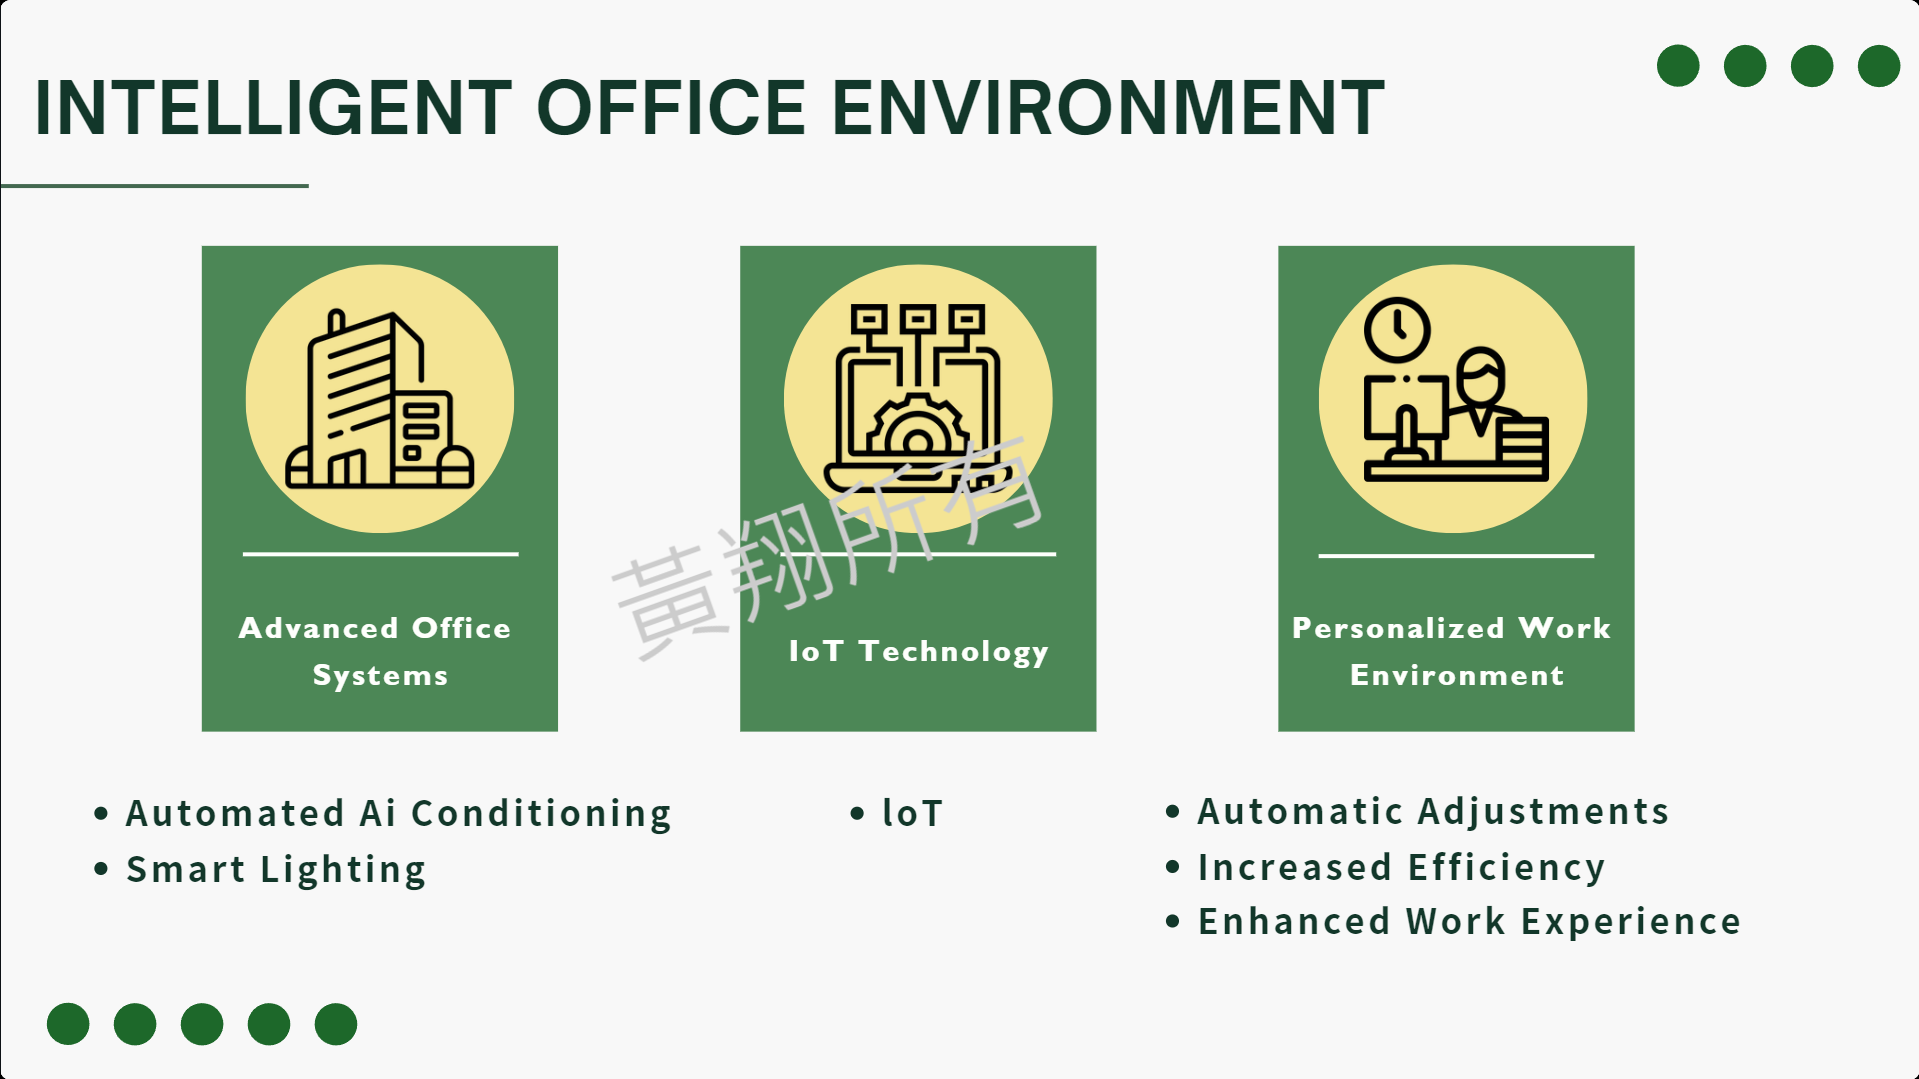 INTELLIGENT OFFICE ENVIRONMENT
Advanced Office
Systems
IoT Technology
Personalized Work
Environment
黃翔所有
• Automated Ai Conditioning
• Smart Lighting
• loT
• Automatic Adjustments
• Increased Efficiency
• Enhanced Work Experience